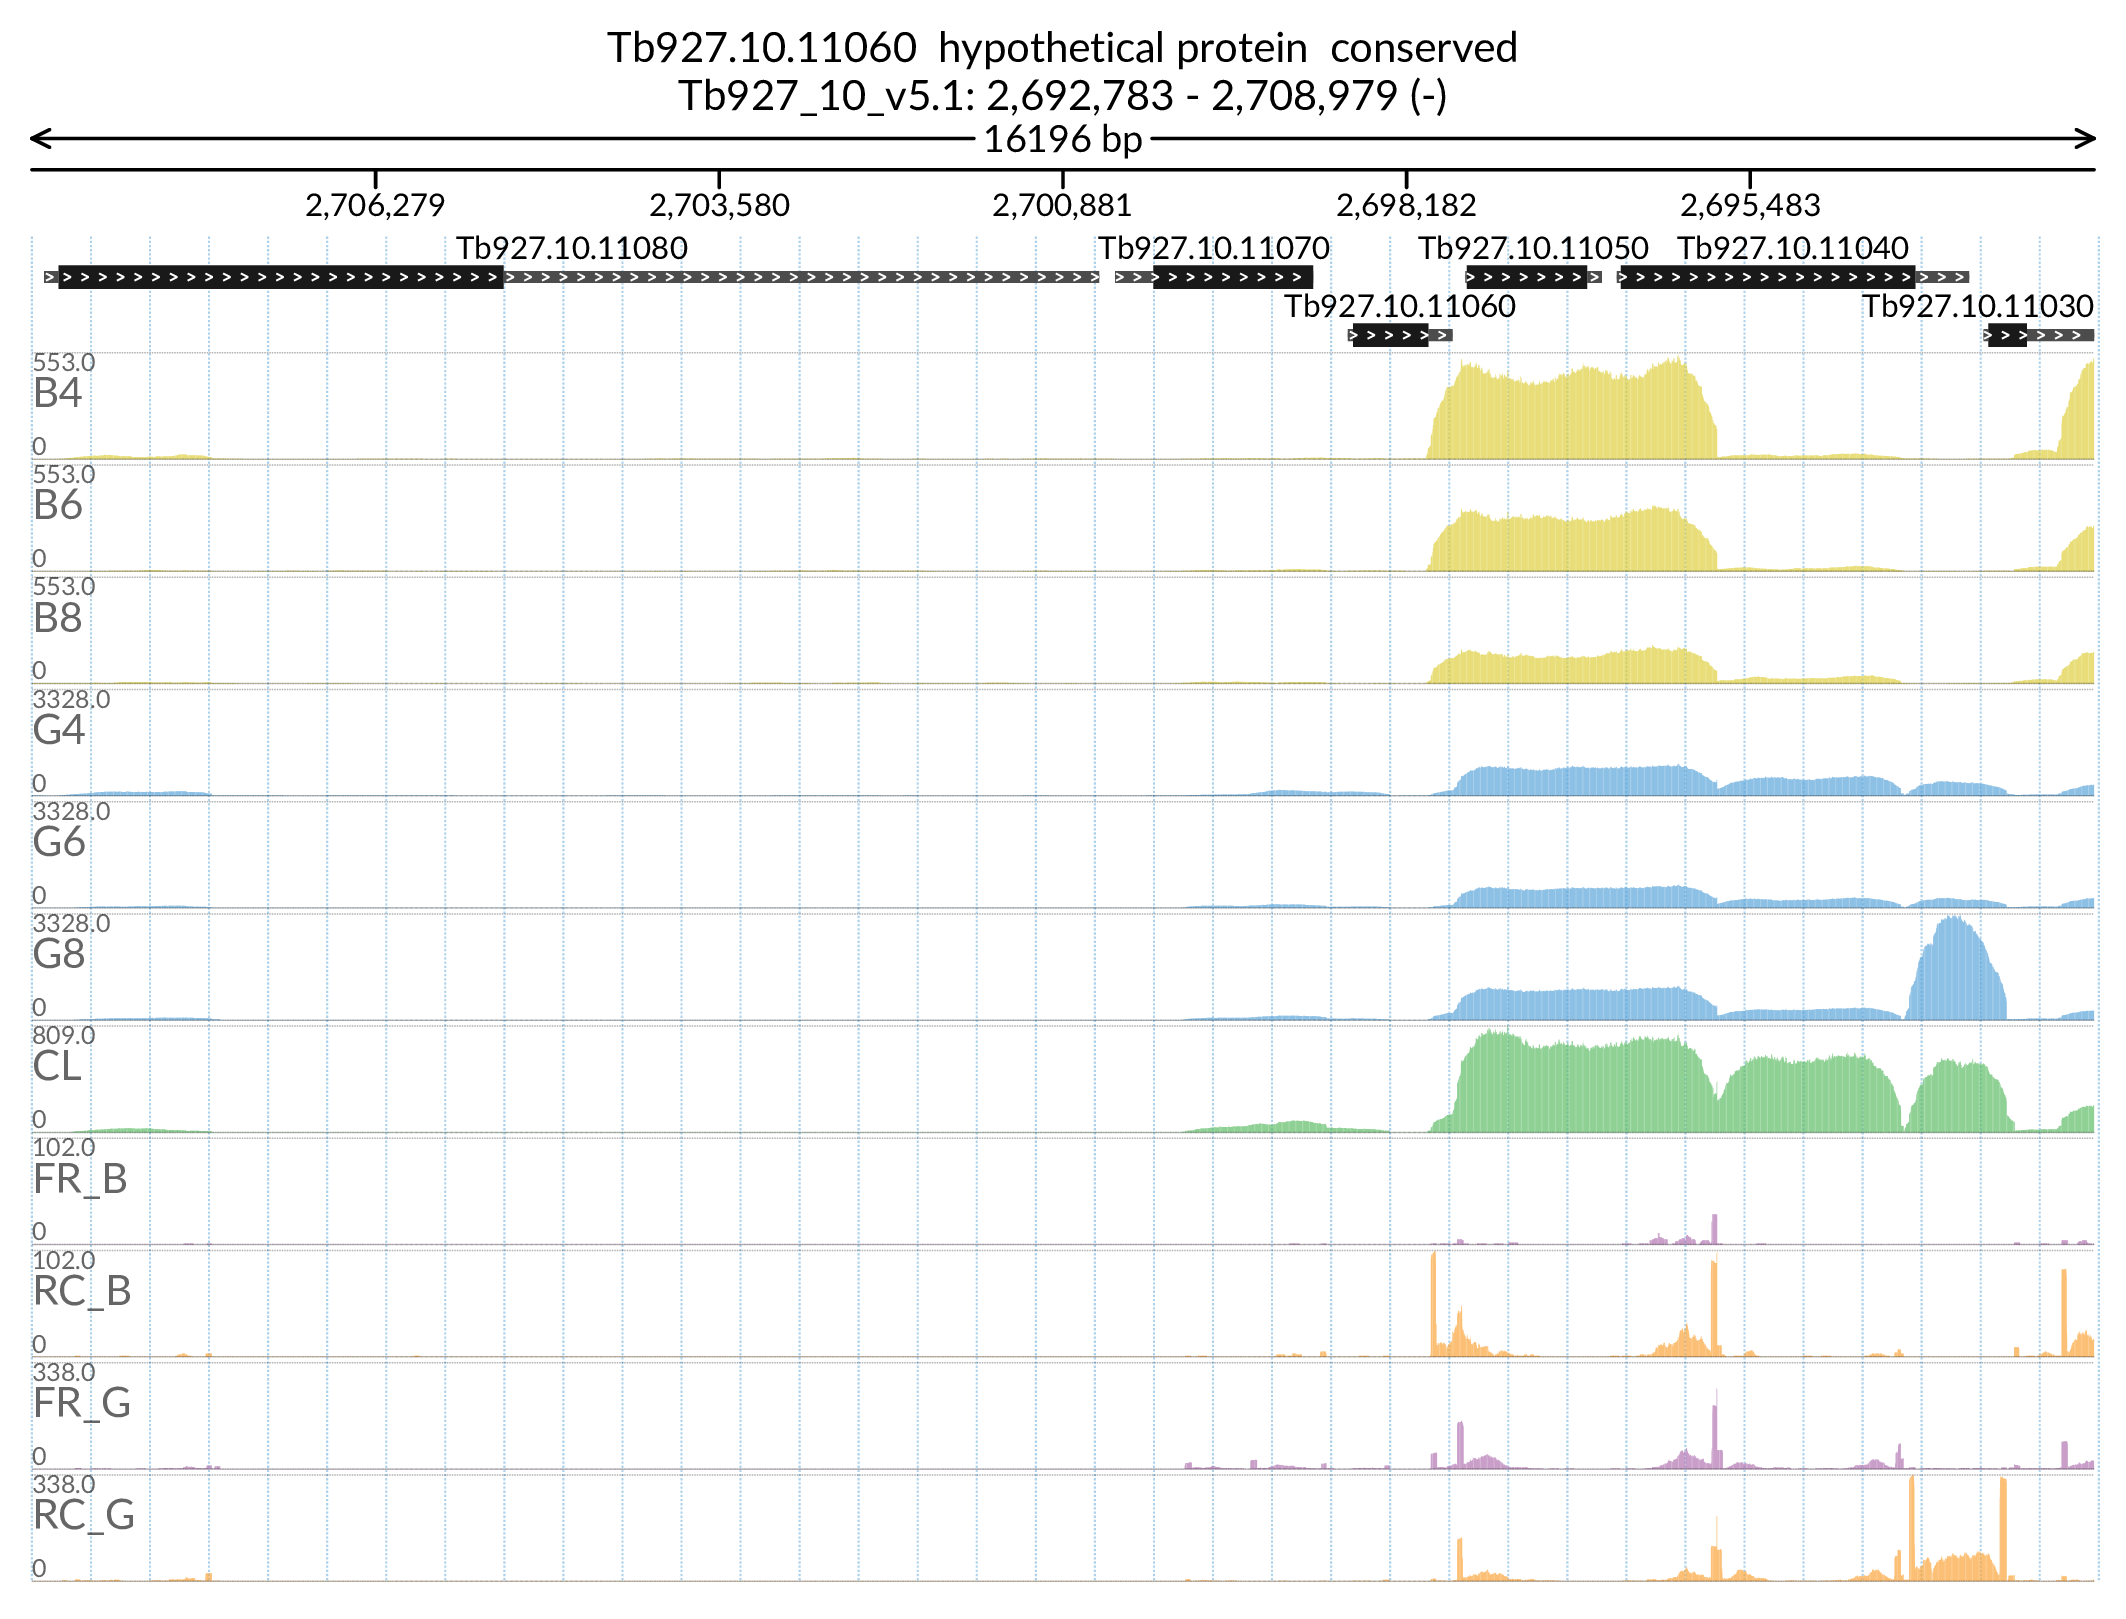 Tb927.10.11060 hypothetical protein conserved
Tb927_10_v5.1: 2,692,783 - 2,708,979 (-)
16196 bp
2,706,279 2,703,580 2,700,881 2,698,182 2,695,483
Tb927.10.11080 Tb927.10.11070 Tb927.10.11050 Tb927.10.11040
Tb927.10.11060 Tb927.10.11030
553.0
B4
0
553.0
B6
0
553.0
B8
0
3328.0
G4
0
3328.0
G6
0
3328.0
G8
0
809.0
CL
0
102.0
FR_B
0
102.0
RC_B
0
338.0
FR_G
0
338.0
RC_G
0